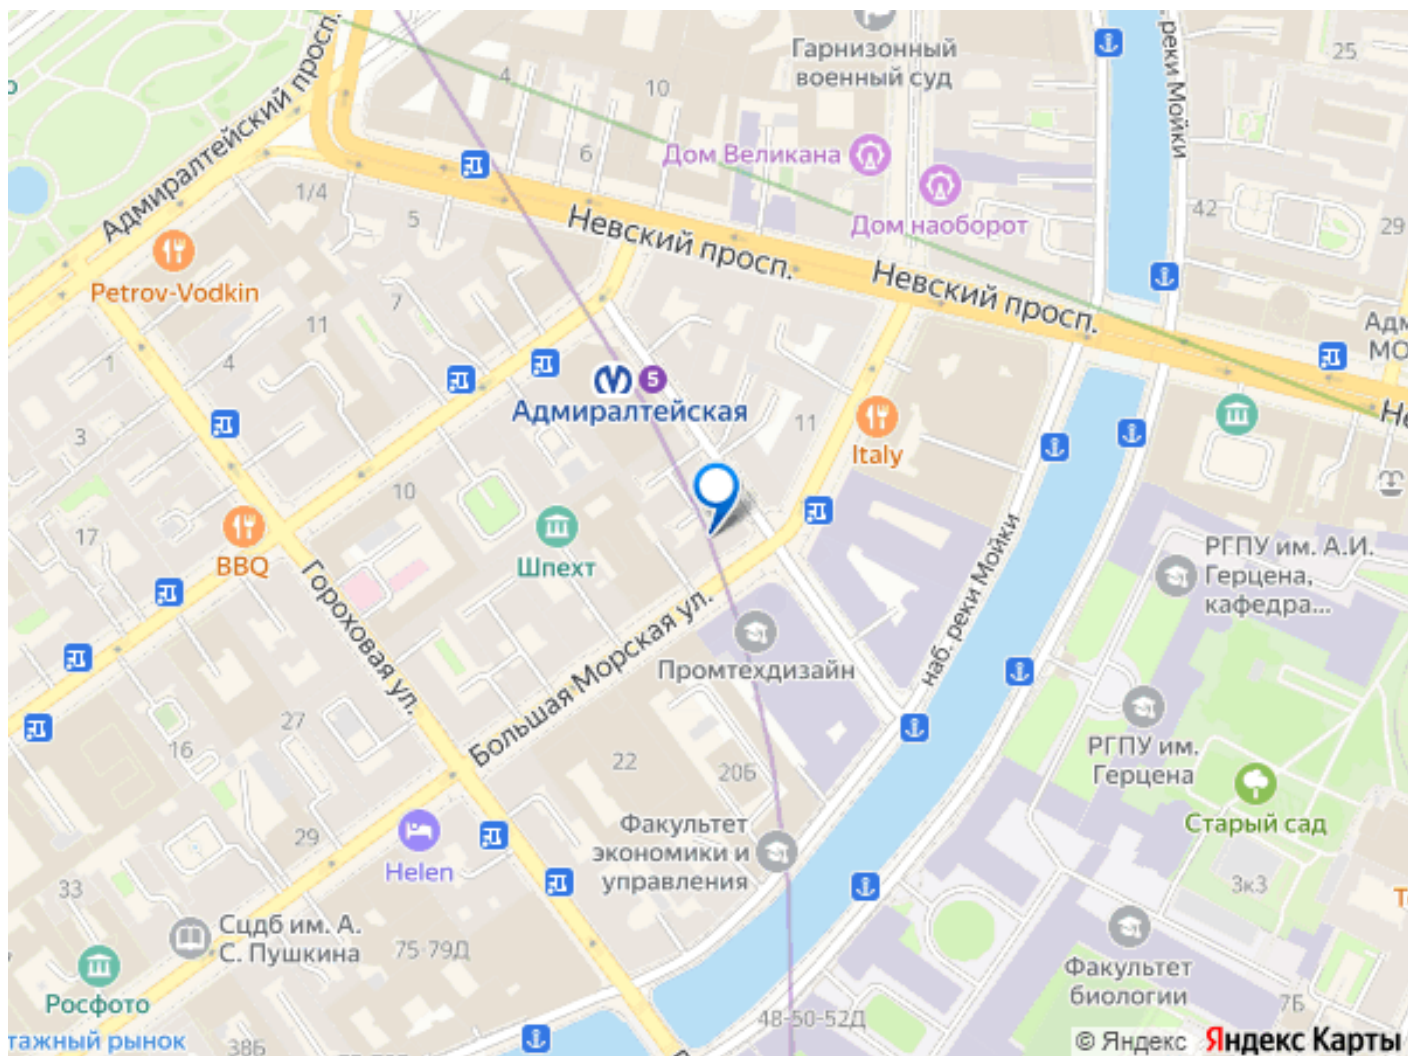 Гарнизонный
военный суд
25
реки Мойки
4
10
Адмиралтейский просп.
Дом Великана
6
1/4
42
5
Дом наоборот
29
Невский просп.
Невский просп.
Petrov-Vodkin
7
11
1
4
5
Адмиралтейская
3
11
Italy
10
17
BBQ
Шпехт
Гороховая ул.
Большая Морская ул.
наб. реки Мойки
РГПУ им. А.И.
Герцена,
кафедра...
Промтехдизайн
27
16
22
20Б
РГПУ им.
Герцена
Старый сад
29
Helen
Факультет
экономики и
управления
33
3к3
Сцдб им. А.
С. Пушкина
75-79Д
Росфото
Факультет
биологии
7Б
48-50-52Д
38Б
тажный рынок
© Яндекс Яндекс Карты